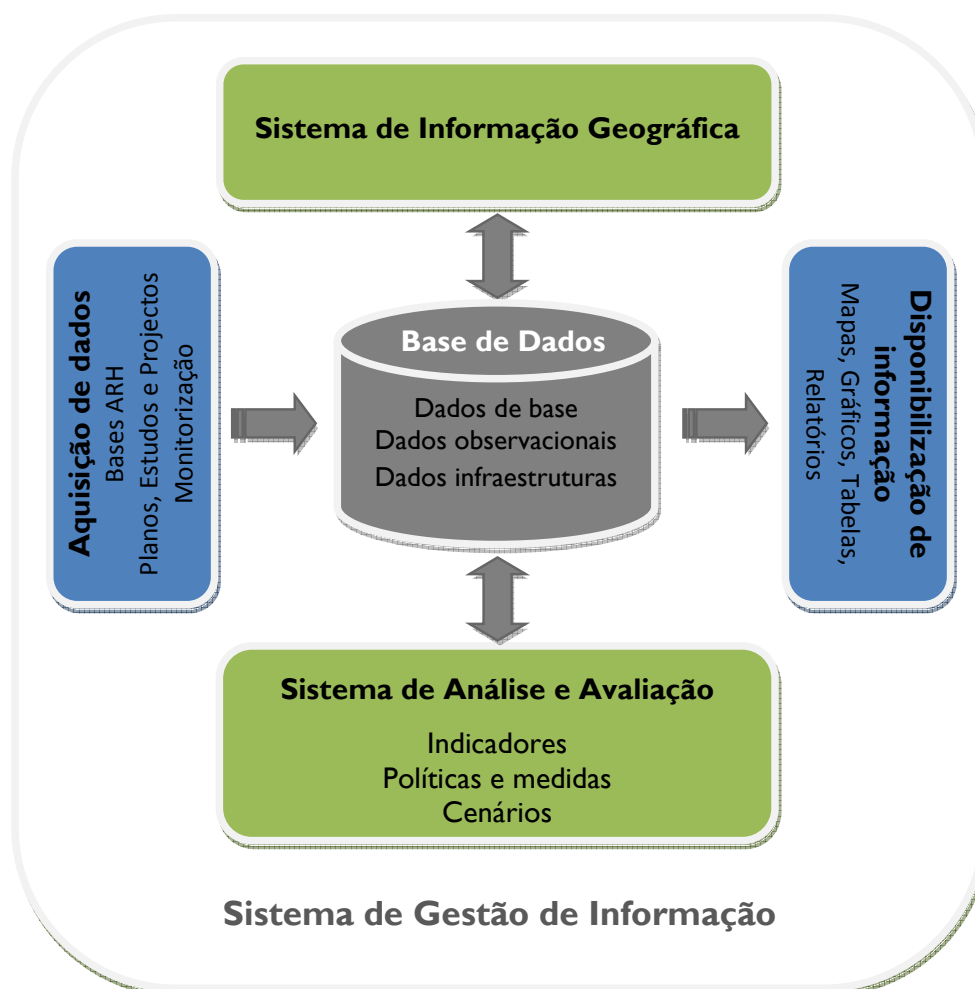 Sistema de Informação Geográfica
Aquisição de dados
Bases ARH
Planos, Estudos e Projectos
Monitorização
Base de Dados
Dados de base
Dados observacionais
Dados infraestruturas
Disponibilização de
informação
Mapas, Gráficos, Tabelas,
Relatórios
Sistema de Análise e Avaliação
Indicadores
Políticas e medidas
Cenários
Sistema de Gestão de Informação